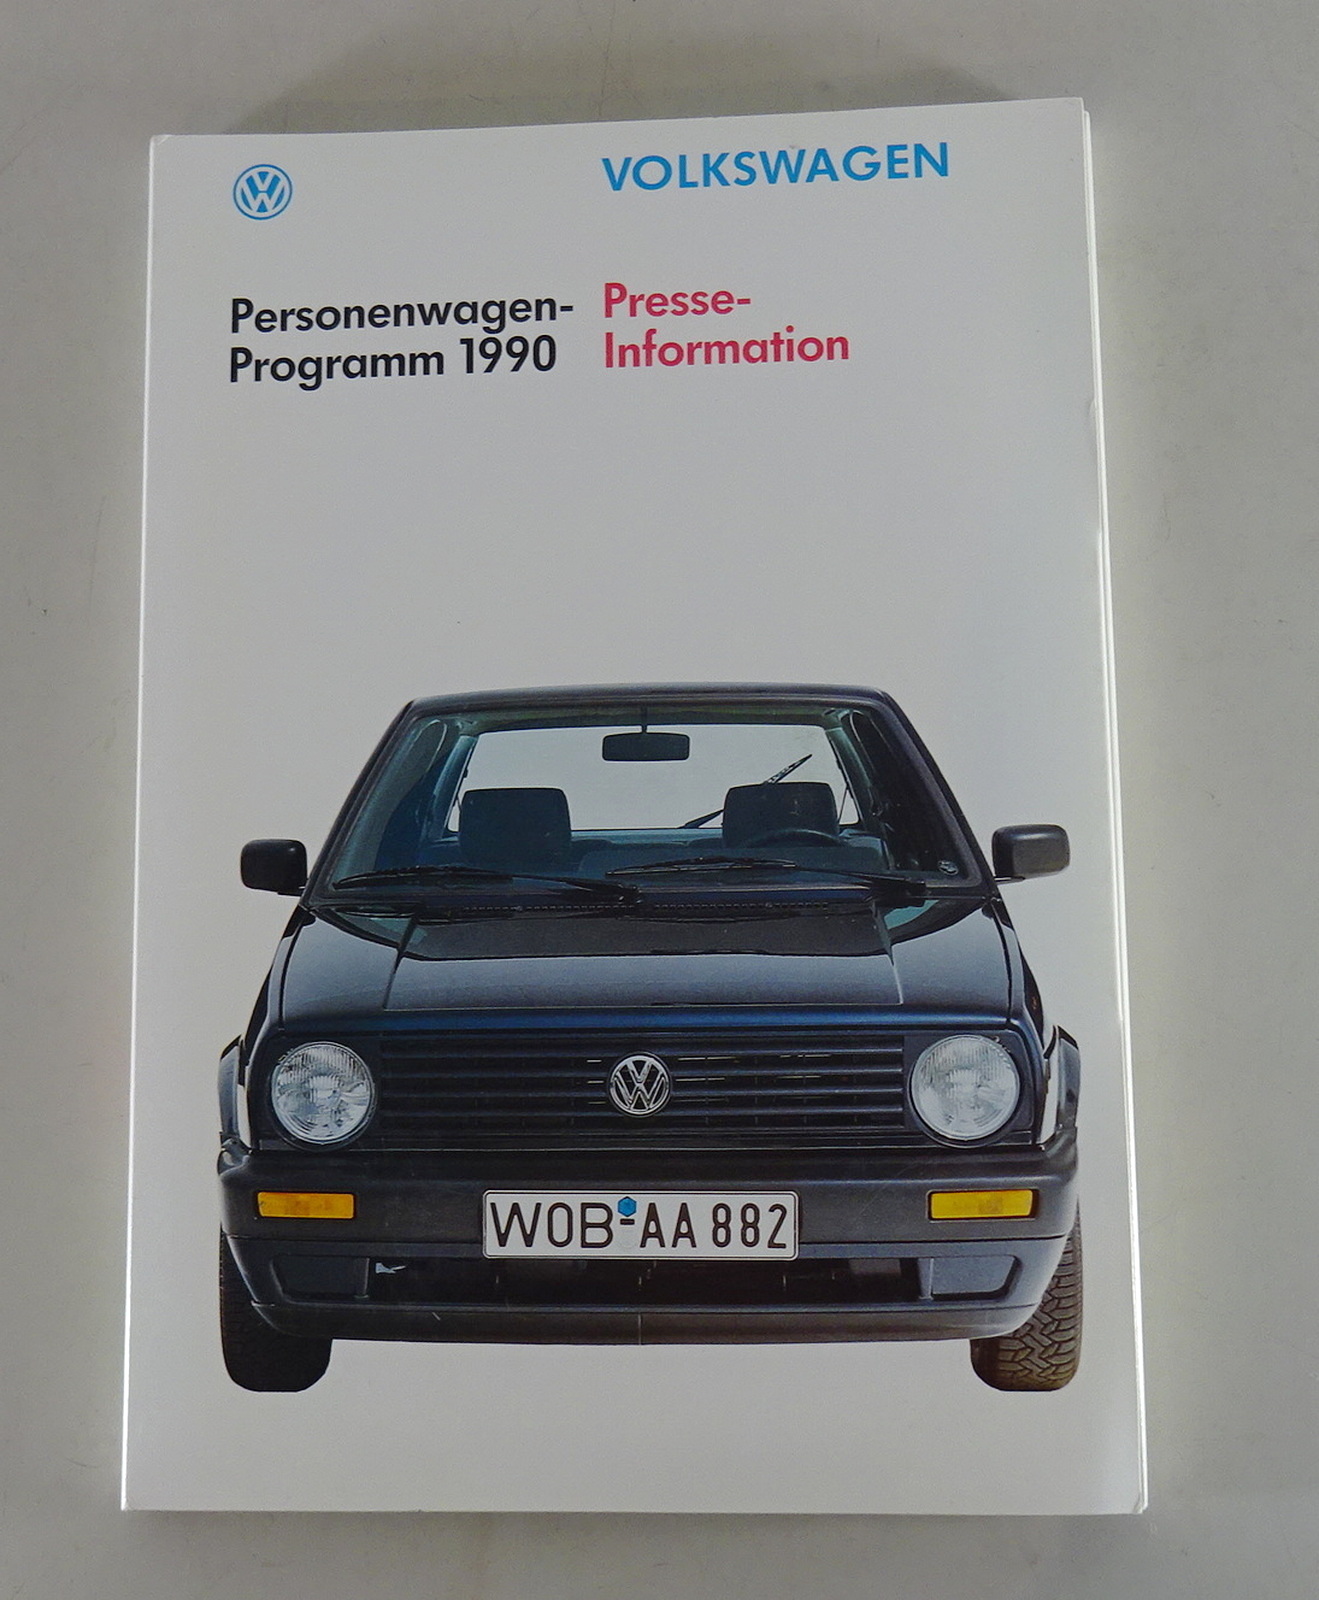 VOLKSWAGEN
Personenwagen-
Programm 1990
Presse-
Information
WOB-AA 882